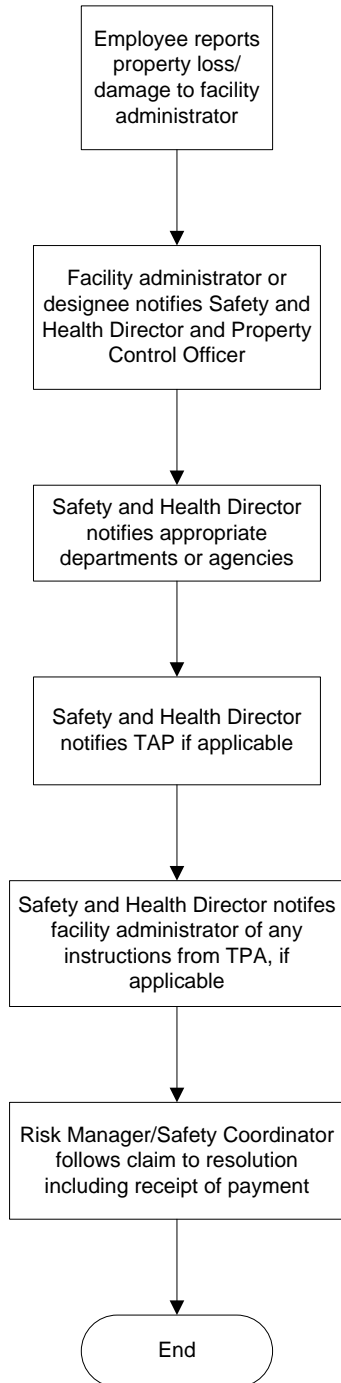 Employee reports
property loss/
damage to facility
administrator
Facility administrator or
designee notifies Safety and
Health Director and Property
Control Officer
Safety and Health Director
notifies appropriate
departments or agencies
Safety and Health Director
notifies TAP if applicable
Safety and Health Director notifes
facility administrator of any
instructions from TPA, if
applicable
Risk Manager/Safety Coordinator
follows claim to resolution
including receipt of payment
End